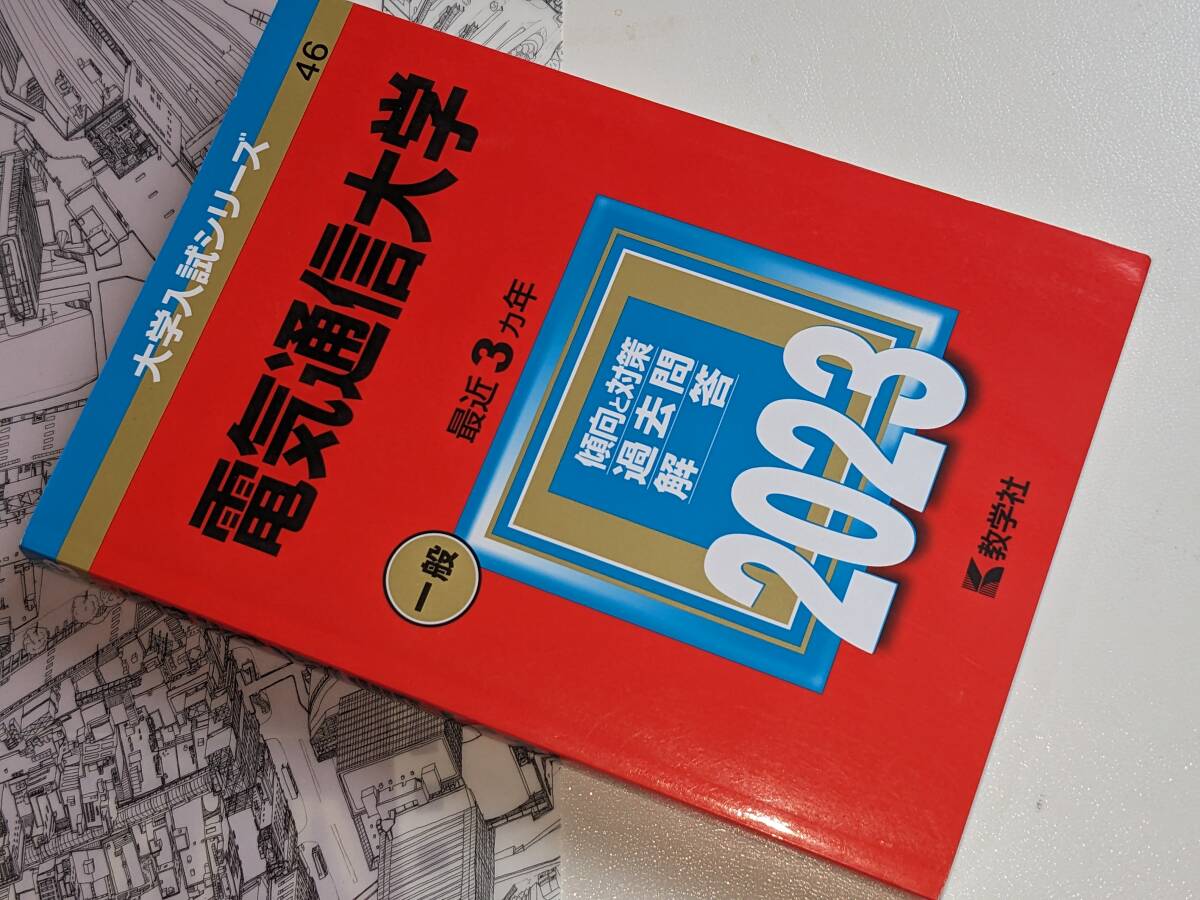 大学入試シリーズ
46
電気通信大学
最近3カ年
一般
傾向と対策
過去問
解答
2023
教学社